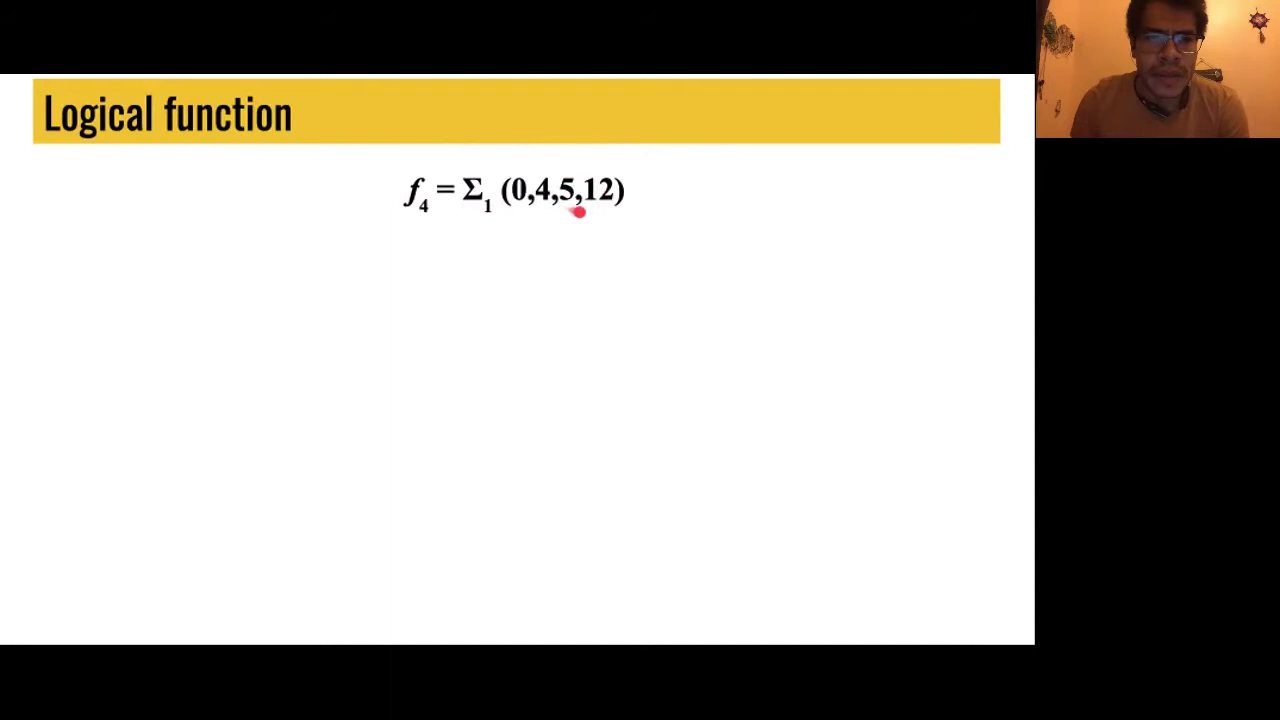 Logical function
f₄ = Σ₁ (0,4,5,12)